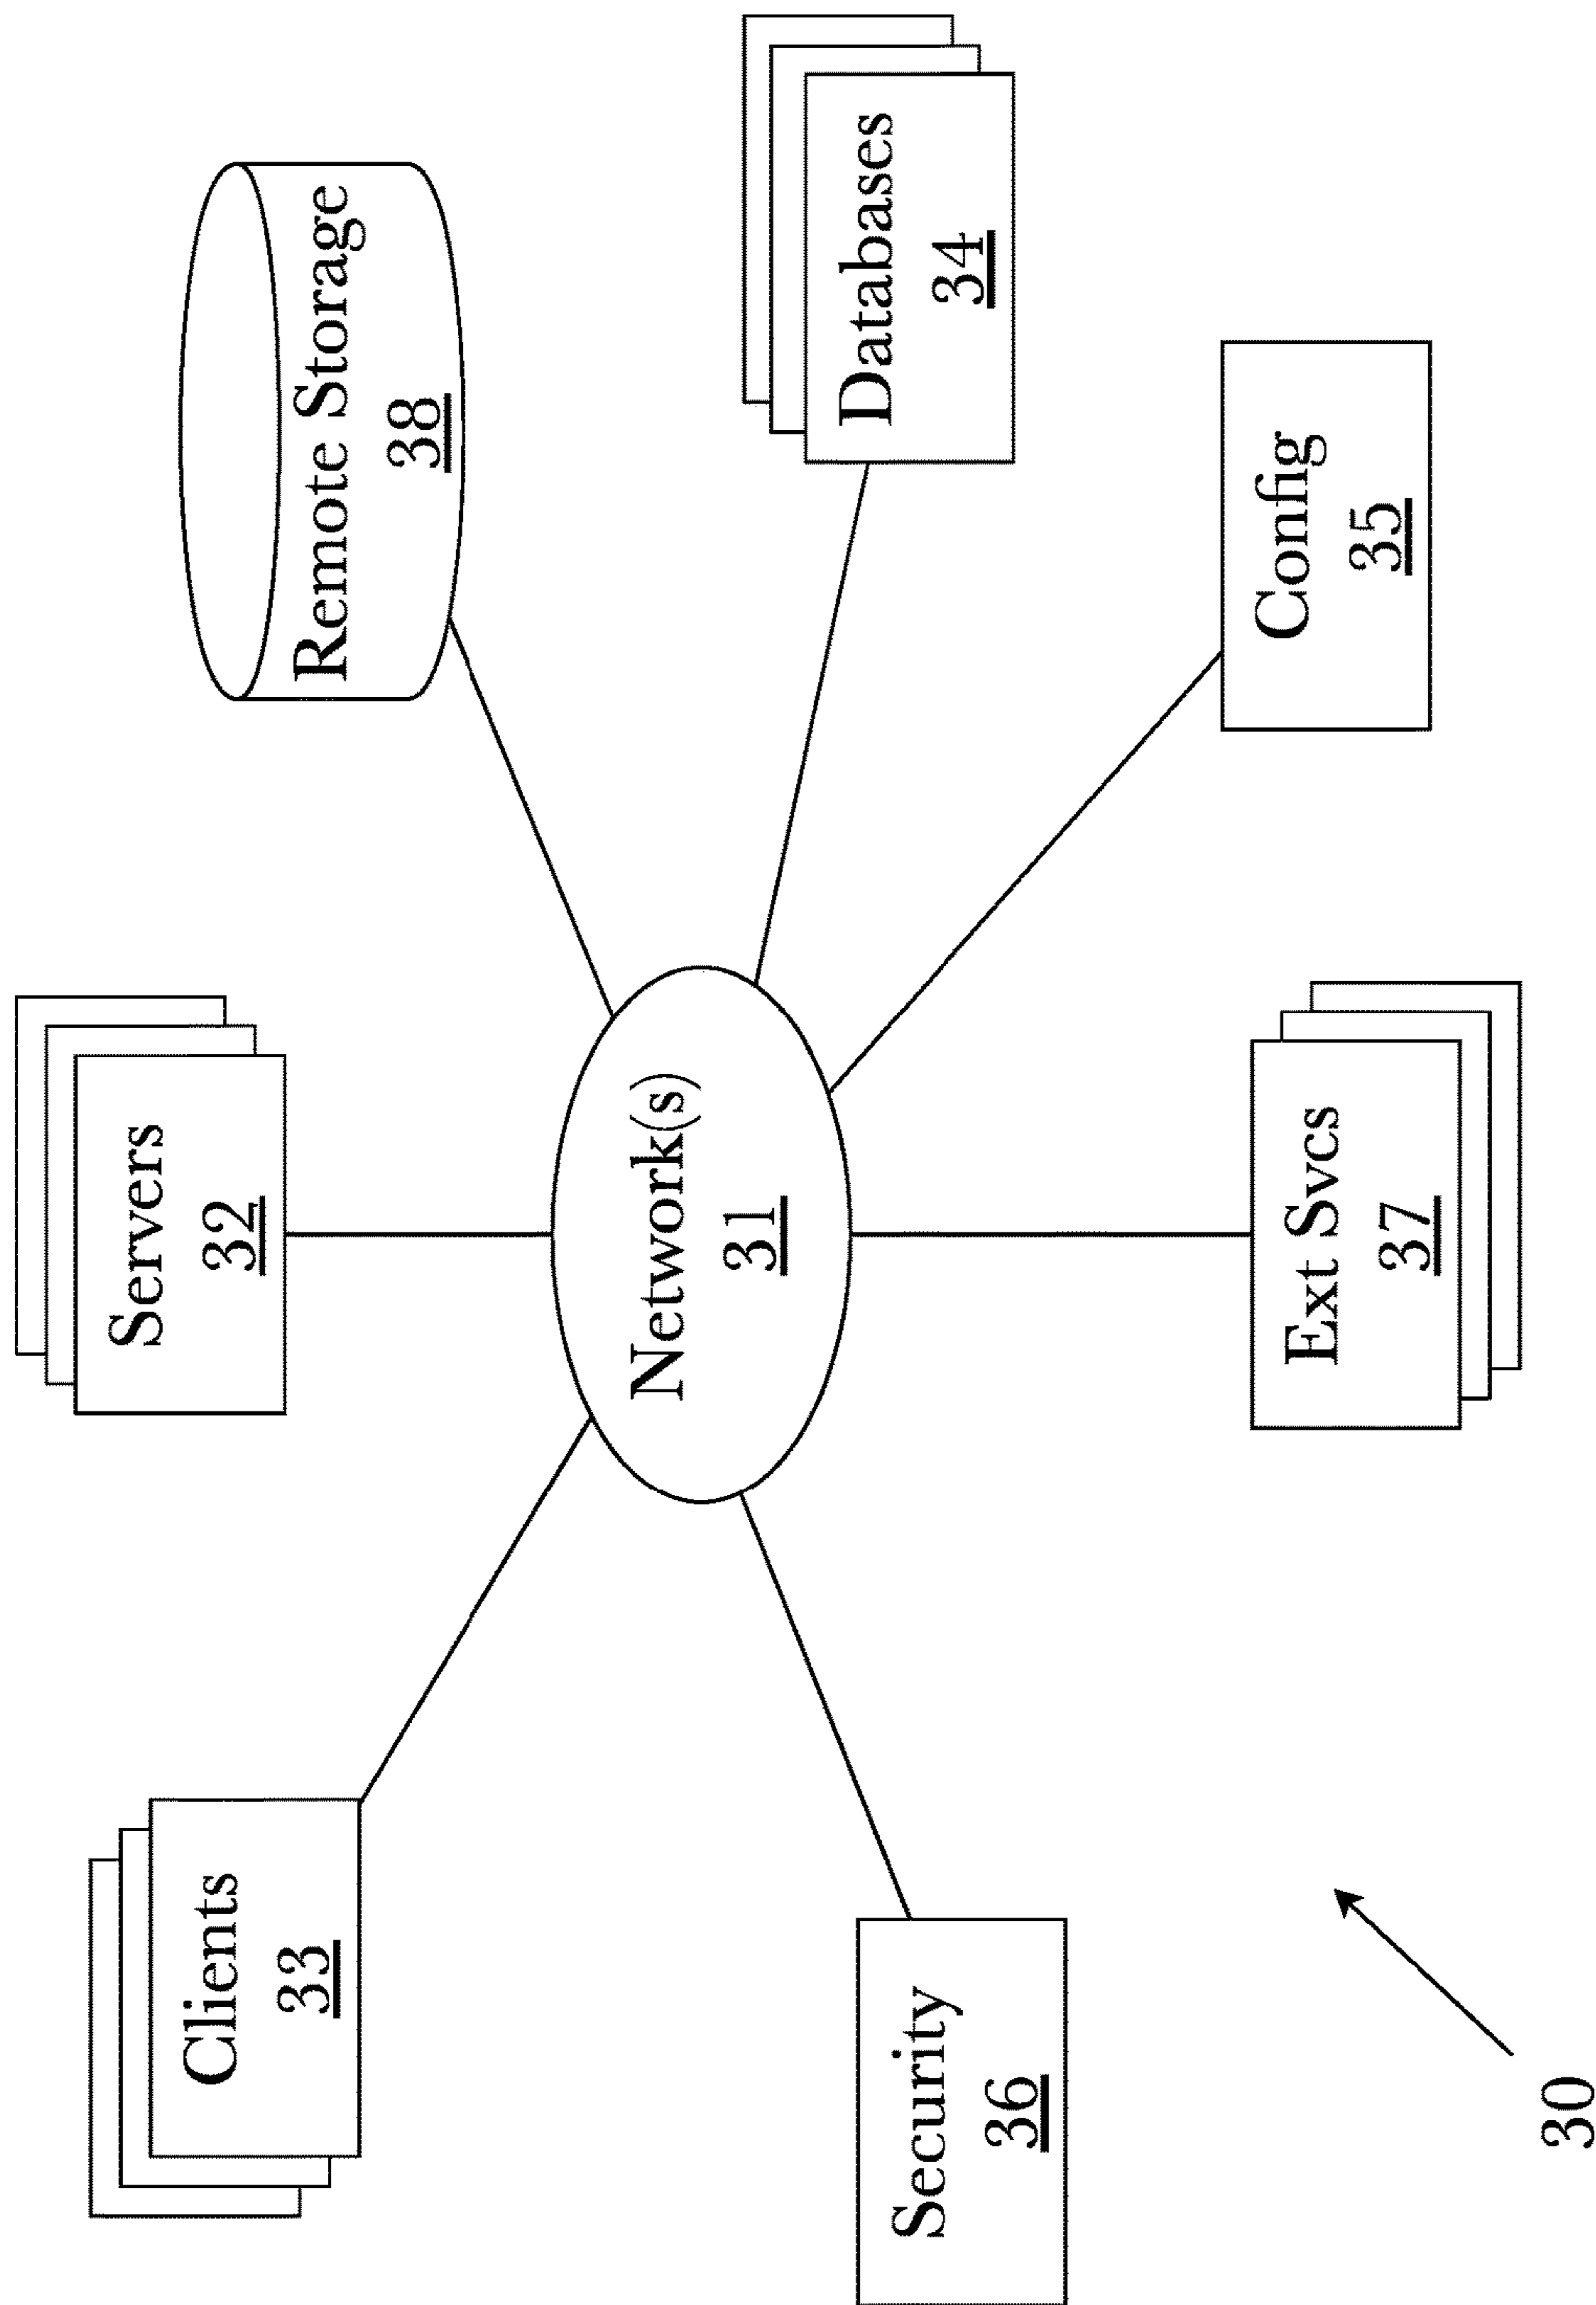 Clients
33
Servers
32
Remote Storage
38
Network(s)
31
Databases
34
Security
36
Ext Svcs
37
Config
35
30